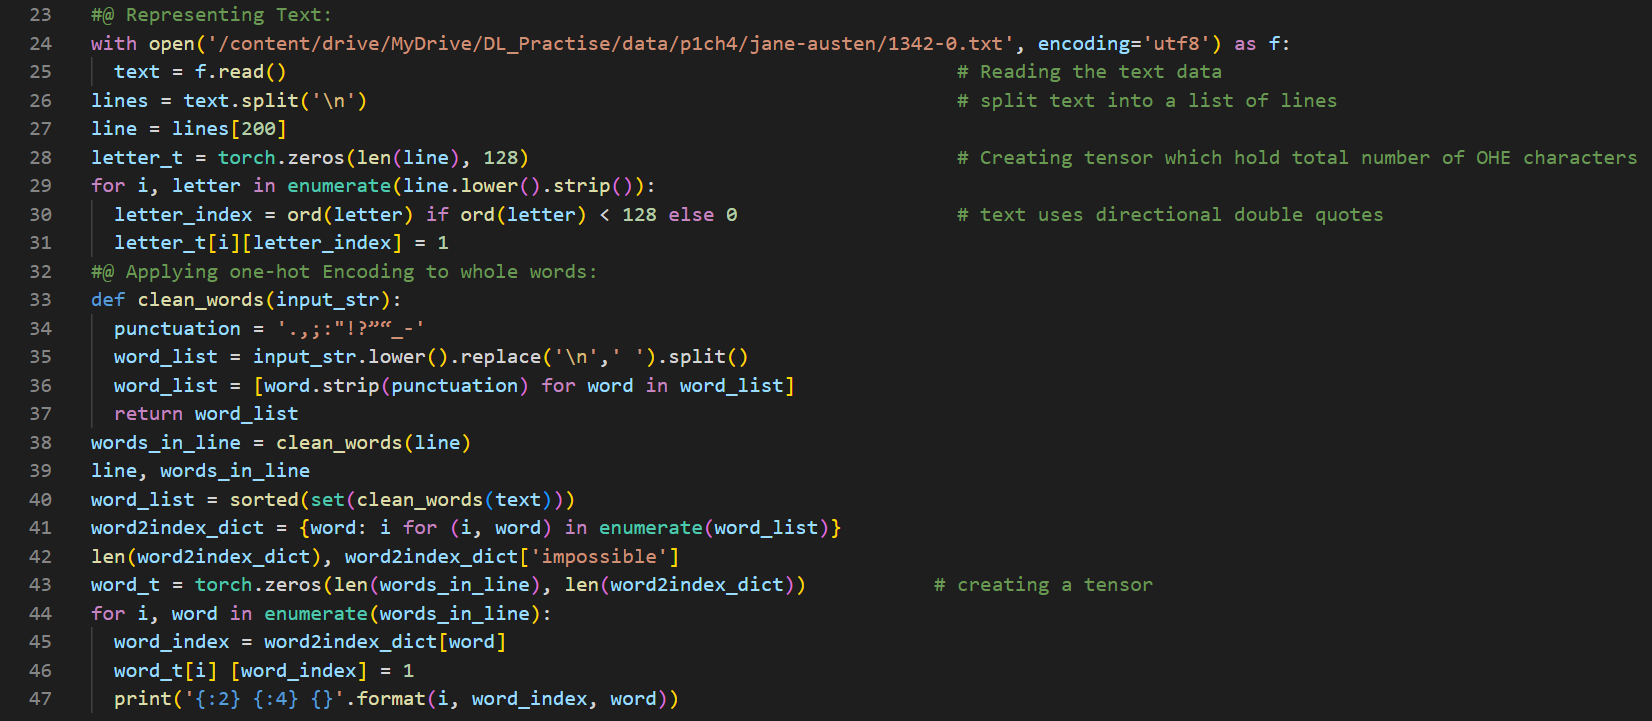 23 #@ Representing Text:
24 with open('/content/drive/MyDrive/DL_Practise/data/p1ch4/jane-austen/1342-0.txt', encoding='utf8') as f:
25   text = f.read() # Reading the text data
26 lines = text.split('\n') # split text into a list of lines
27 line = lines[200]
28 letter_t = torch.zeros(len(line), 128) # Creating tensor which hold total number of OHE characters
29 for i, letter in enumerate(line.lower().strip()):
30   letter_index = ord(letter) if ord(letter) < 128 else 0 # text uses directional double quotes
31   letter_t[i][letter_index] = 1
32 #@ Applying one-hot Encoding to whole words:
33 def clean_words(input_str):
34   punctuation = '.,;:"!?”“_-'
35   word_list = input_str.lower().replace('\n',' ').split()
36   word_list = [word.strip(punctuation) for word in word_list]
37   return word_list
38 words_in_line = clean_words(line)
39 line, words_in_line
40 word_list = sorted(set(clean_words(text)))
41 word2index_dict = {word: i for (i, word) in enumerate(word_list)}
42 len(word2index_dict), word2index_dict['impossible']
43 word_t = torch.zeros(len(words_in_line), len(word2index_dict)) # creating a tensor
44 for i, word in enumerate(words_in_line):
45   word_index = word2index_dict[word]
46   word_t[i] [word_index] = 1
47   print('{:2} {:4} {}'.format(i, word_index, word))